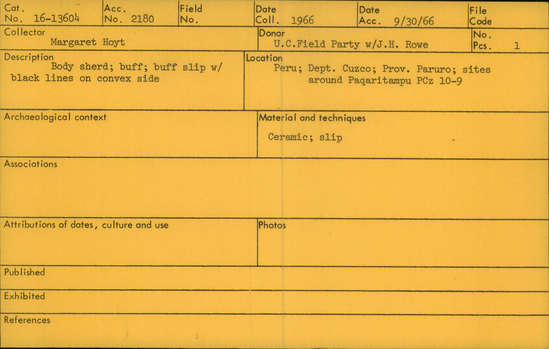 Cat. No. 16-13604 Acc. No. 2180 Field No. Date Coll. 1966 Date Acc. 9/30/66 File Code
Collector Margaret Hoyt
Donor U.C.Field Party w/J.H. Rowe
No. Pcs. 1
Description Body sherd; buff; buff slip w/
black lines on convex side
Location Peru; Dept. Cuzco; Prov. Paruro; sites
around Paqaritampu PCz 10-9
Archaeological context
Material and techniques
Ceramic; slip
Associations
Attributions of dates, culture and use
Photos
Published
Exhibited
References